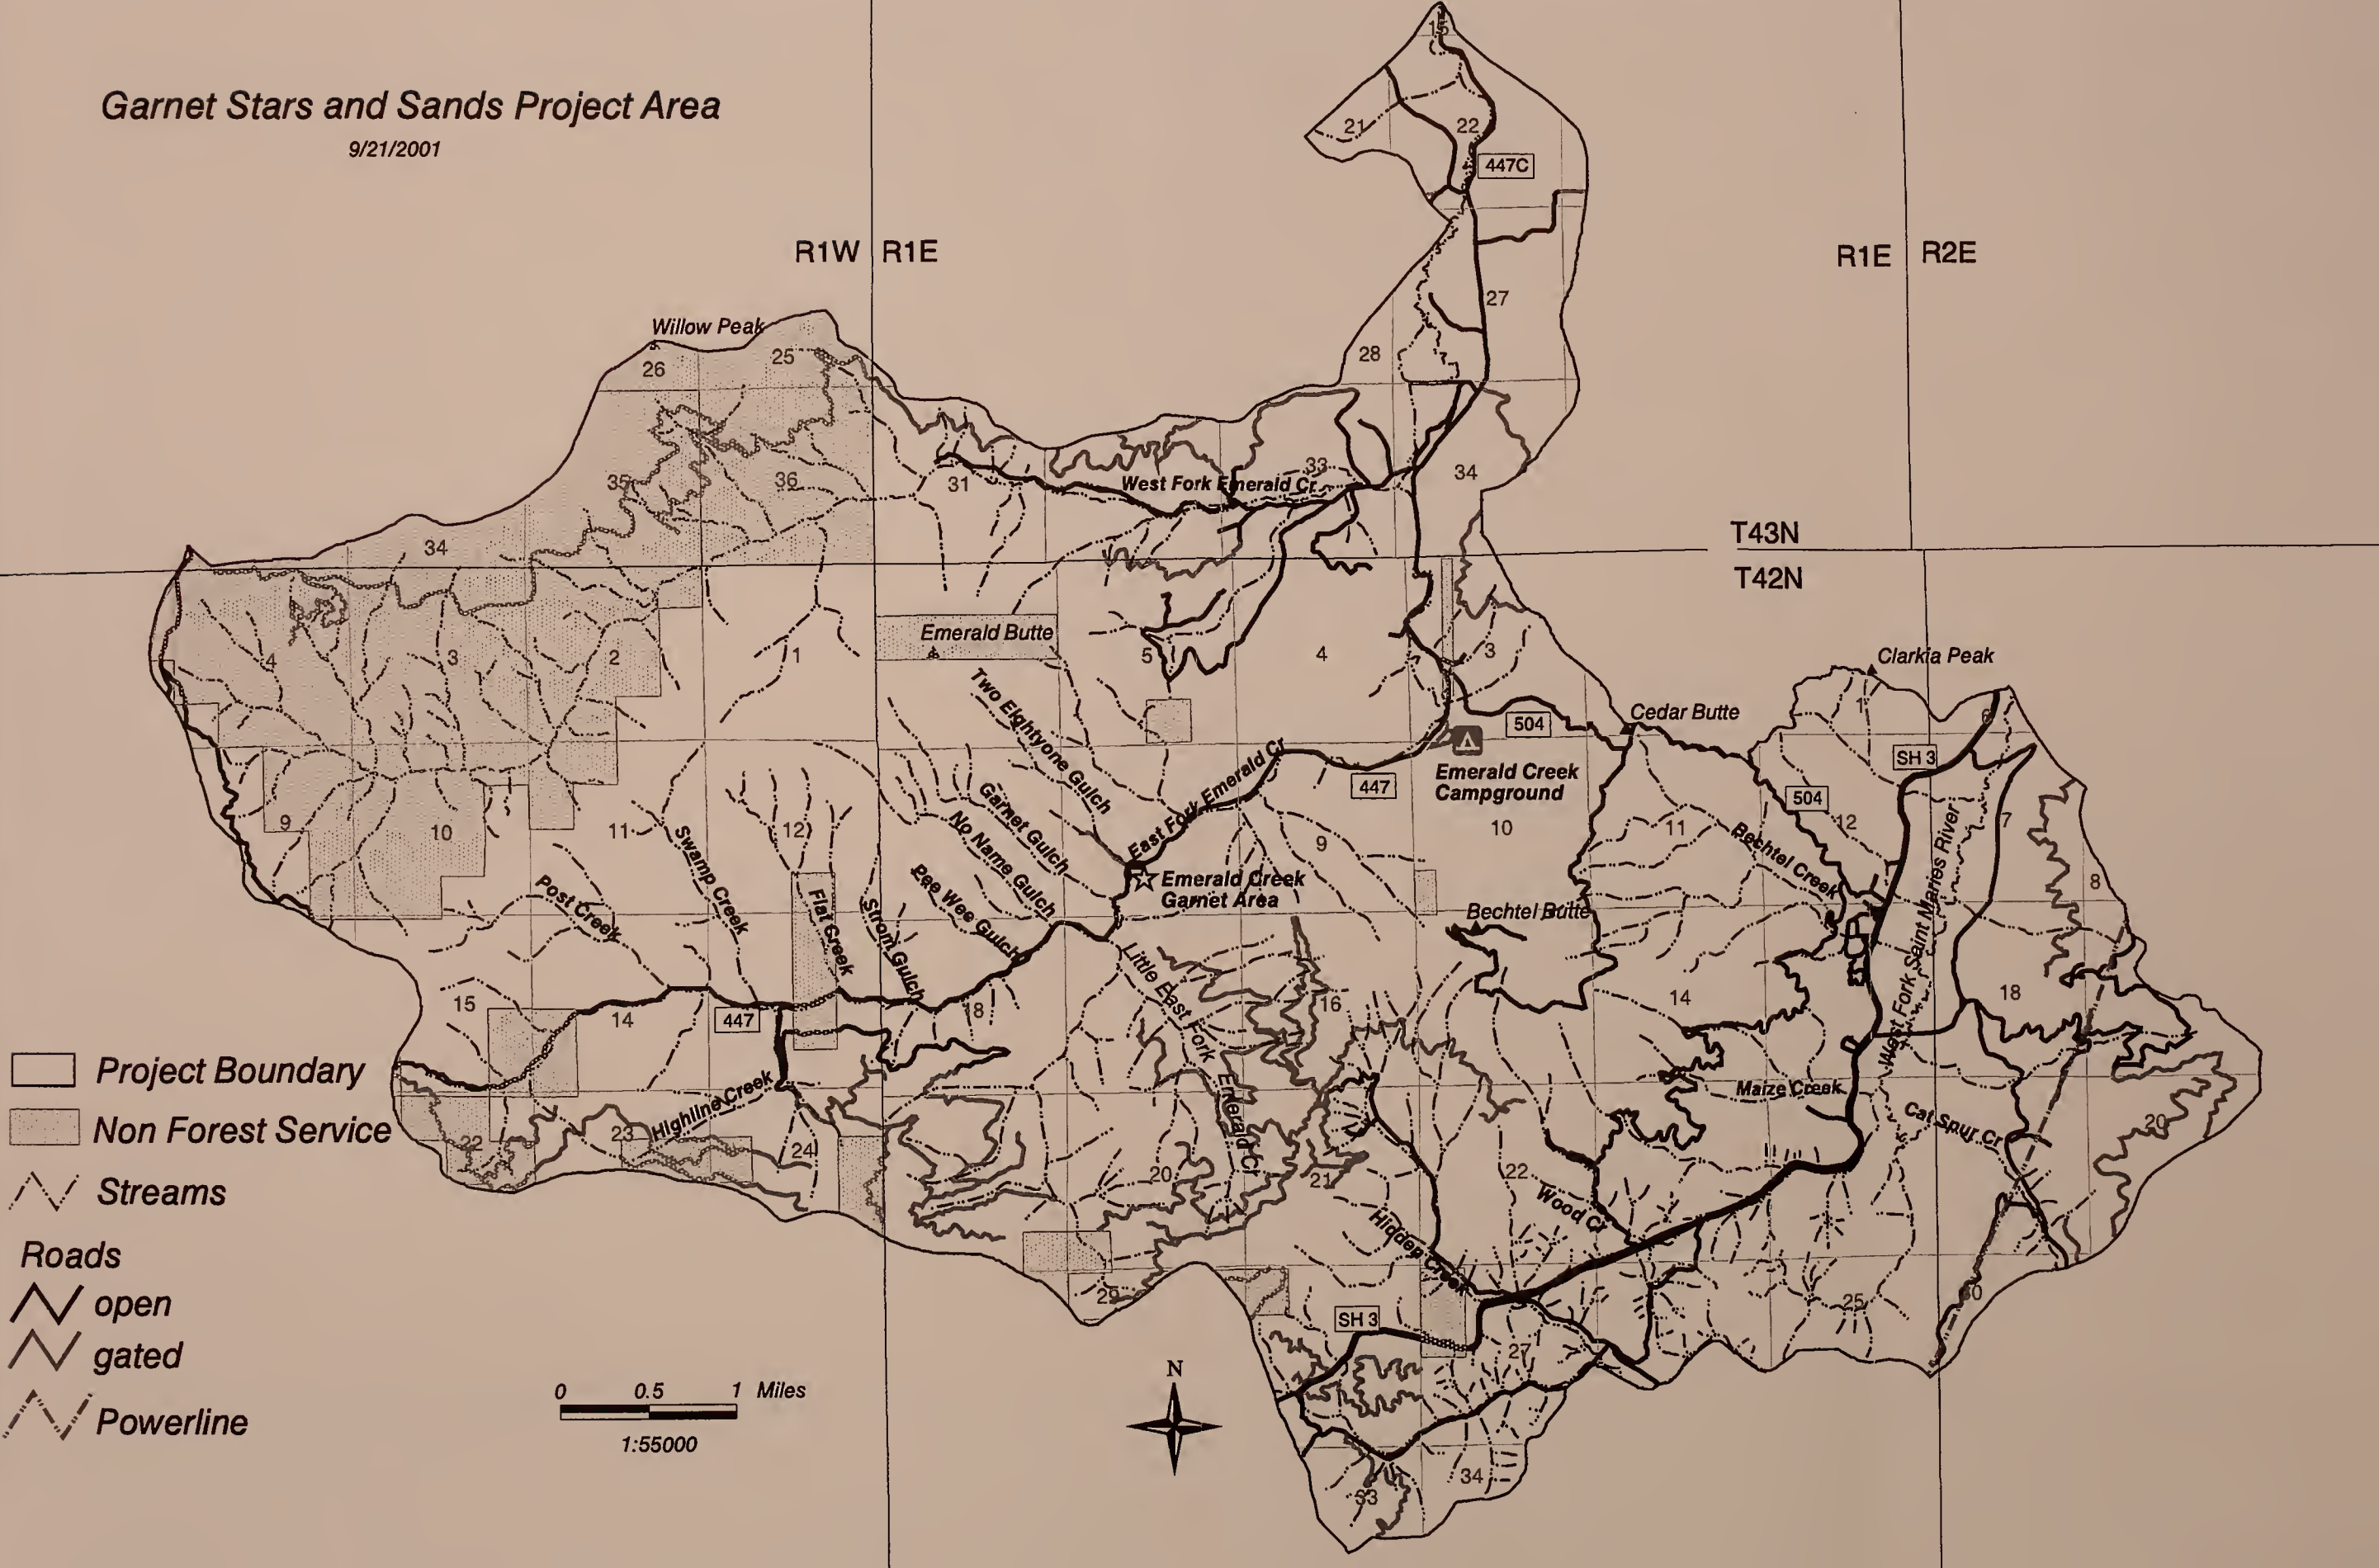 Garnet Stars and Sands Project Area
9/21/2001
15
21
22
447C
R1W
R1E
R1E
R2E
27
Willow Peak
28
26
25
33
34
35
36
31
West Fork Emerald Cr
34
T43N
T42N
Emerald Butte
4
3
2
1
5
4
3
Clarkia Peak
1
6
Two Eightyone Gulch
504
Cedar Butte
SH 3
447
Emerald Creek
Campground
504
East Fork Emerald Cr
Garnet Gulch
No Name Gulch
9
10
11
12
9
10
11
12
7
8
Swamp Creek
Bechtel Creek
West Fork Saint Maries River
Pee Wee Gulch
Emerald Creek
Garnet Area
Post Creek
Flat Creek
Strom Gulch
Bechtel Butte
Little East Fork
Emerald Cr
15
14
447
18
16
14
18
Project Boundary
Non Forest Service
Streams
Roads
open
gated
Powerline
Highline Creek
Maize Creek
Cat Spur Cr
22
23
24
20
21
22
20
Wood Cr
Hidden Creek
29
25
30
SH 3
27
0 0.5 1 Miles
1:55000
N
34
33